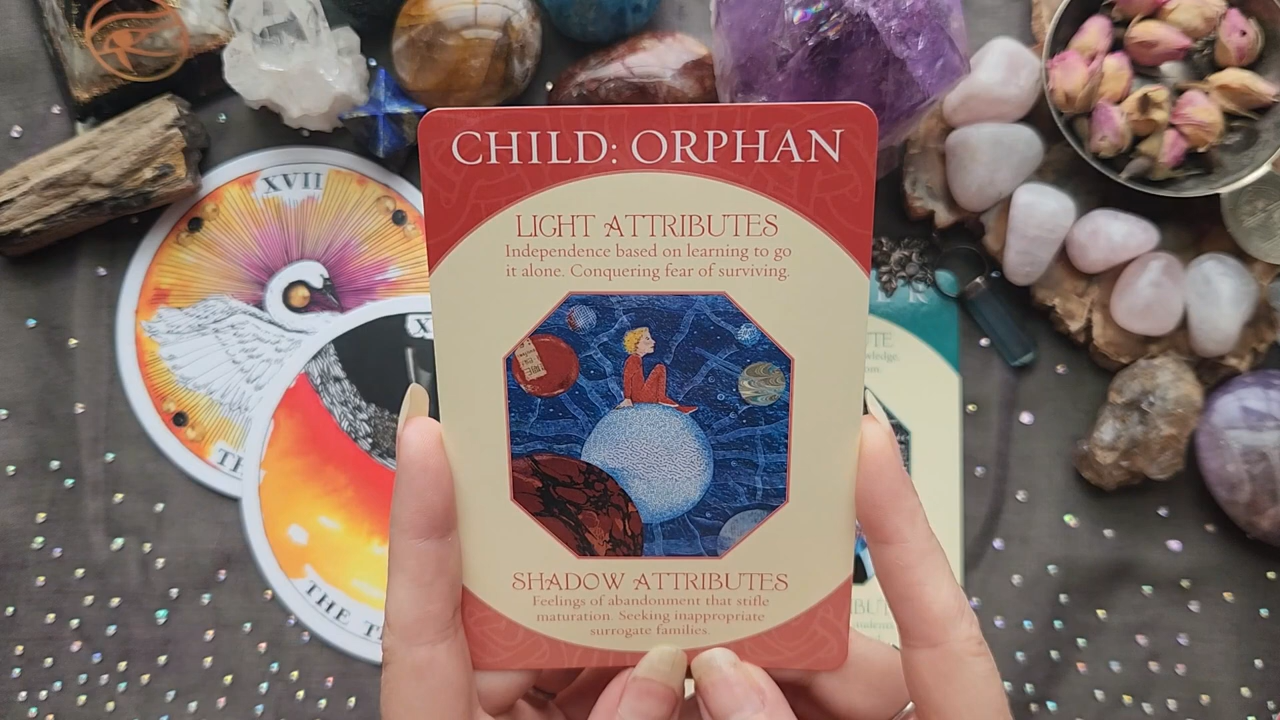 CHILD: ORPHAN
LIGHT ATTRIBUTES
Independence based on learning to go
it alone. Conquering fear of surviving.
SHADOW ATTRIBUTES
Feelings of abandonment that stifle
maturation. Seeking inappropriate
surrogate families.
XVII
THE